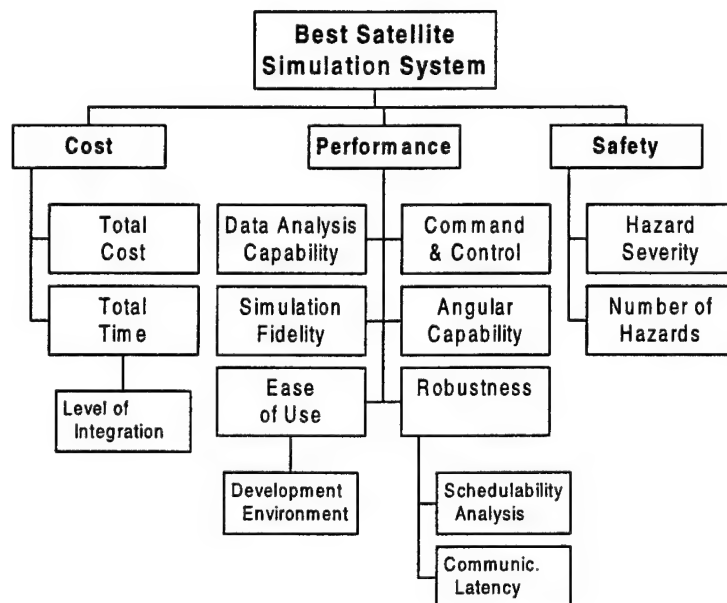 Best Satellite
Simulation System
Cost
Performance
Safety
Total
Cost
Data Analysis
Capability
Command
& Control
Hazard
Severity
Total
Time
Simulation
Fidelity
Angular
Capability
Number of
Hazards
Level of
Integration
Ease
of Use
Robustness
Development
Environment
Schedulability
Analysis
Communic.
Latency